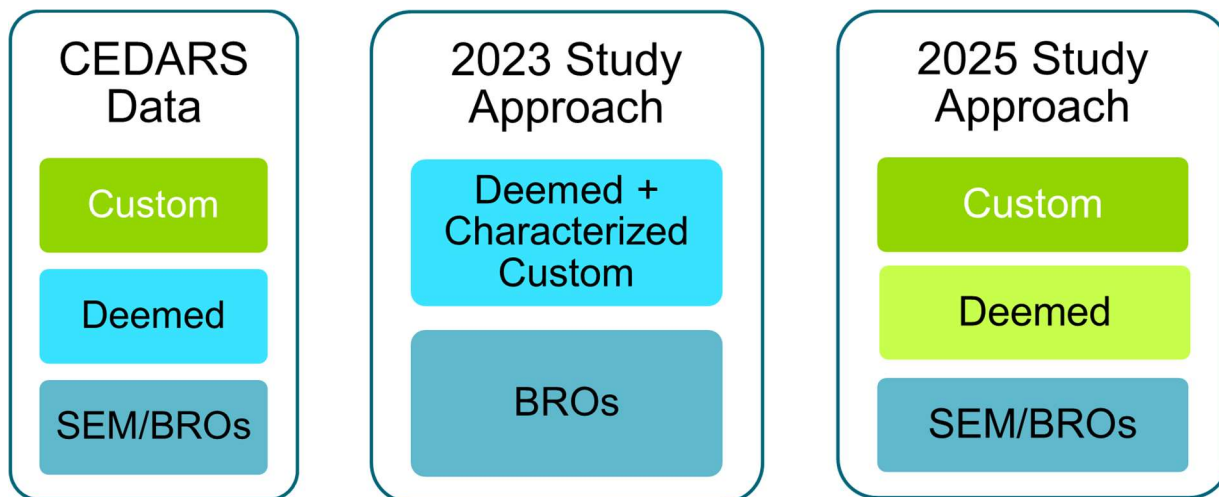 CEDARS
Data
Custom
Deemed
SEM/BROs
2023 Study
Approach
Deemed +
Characterized
Custom
BROs
2025 Study
Approach
Custom
Deemed
SEM/BROs